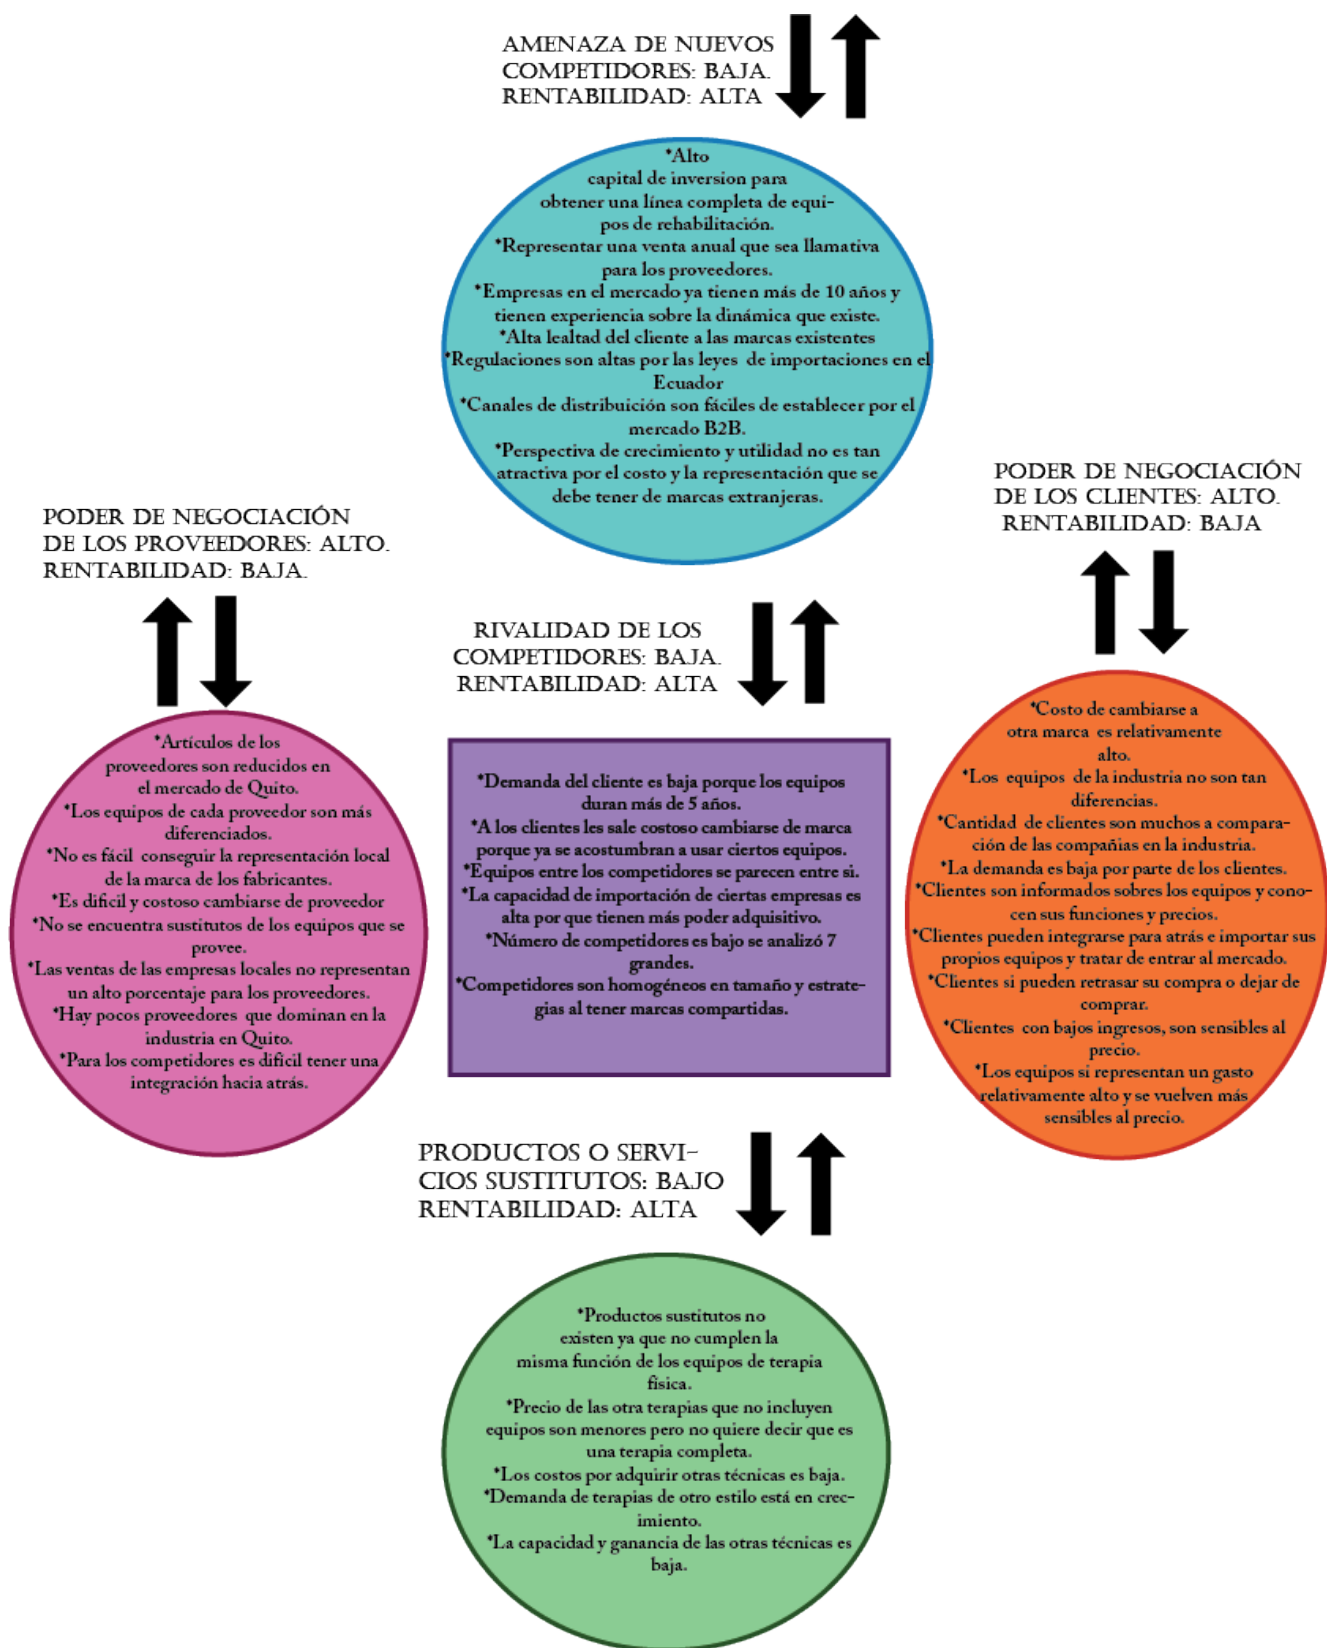 AMENAZA DE NUEVOS
COMPETIDORES: BAJA.
RENTABILIDAD: ALTA
*Alto
capital de inversion para
obtener una línea completa de equi-
pos de rehabilitación.
*Representar una venta anual que sea llamativa
para los proveedores.
*Empresas en el mercado ya tienen más de 10 años y
tienen experiencia sobre la dinámica que existe.
*Alta lealtad del cliente a las marcas existentes
*Regulaciones son altas por las leyes de importaciones en el
Ecuador
*Canales de distribuición son fáciles de establecer por el
mercado B2B.
*Perspectiva de crecimiento y utilidad no es tan
atractiva por el costo y la representación que se
debe tener de marcas extranjeras.
PODER DE NEGOCIACIÓN
DE LOS PROVEEDORES: ALTO.
RENTABILIDAD: BAJA.
*Artículos de los
proveedores son reducidos en
el mercado de Quito.
*Los equipos de cada proveedor son más
diferenciados.
*No es fácil conseguir la representación local
de la marca de los fabricantes.
*Es dificil y costoso cambiarse de proveedor
*No se encuentra sustitutos de los equipos que se
provee.
*Las ventas de las empresas locales no representan
un alto porcentaje para los proveedores.
*Hay pocos proveedores que dominan en la
industria en Quito.
*Para los competidores es difícil tener una
integración hacia atrás.
RIVALIDAD DE LOS
COMPETIDORES: BAJA.
RENTABILIDAD: ALTA
*Demanda del cliente es baja porque los equipos
duran más de 5 años.
*A los clientes les sale costoso cambiarse de marca
porque ya se acostumbran a usar ciertos equipos.
*Equipos entre los competidores se parecen entre si.
*La capacidad de importación de ciertas empresas es
alta por que tienen más poder adquisitivo.
*Número de competidores es bajo se analizó 7
grandes.
*Competidores son homogéneos en tamaño y estrate-
gias al tener marcas compartidas.
PODER DE NEGOCIACIÓN
DE LOS CLIENTES: ALTO.
RENTABILIDAD: BAJA
*Costo de cambiarse a
otra marca es relativamente
alto.
*Los equipos de la industria no son tan
diferencias.
*Cantidad de clientes son muchos a compara-
ción de las compañias en la industria.
*La demanda es baja por parte de los clientes.
*Clientes son informados sobre los equipos y cono-
cen sus funciones y precios.
*Clientes pueden integrarse para atrás e importar sus
propios equipos y tratar de entrar al mercado.
*Clientes si pueden retrasar su compra o dejar de
comprar.
*Clientes con bajos ingresos, son sensibles al
precio.
*Los equipos si representan un gasto
relativamente alto y se vuelven más
sensibles al precio.
PRODUCTOS O SERVI-
CIOS SUSTITUTOS: BAJO
RENTABILIDAD: ALTA
*Productos sustitutos no
existen ya que no cumplen la
misma función de los equipos de terapia
física.
*Precio de las otra terapias que no incluyen
equipos son menores pero no quiere decir que es
una terapia completa.
*Los costos por adquirir otras técnicas es baja.
*Demanda de terapias de otro estilo está en crec-
imiento.
*La capacidad y ganancia de las otras técnicas es
baja.